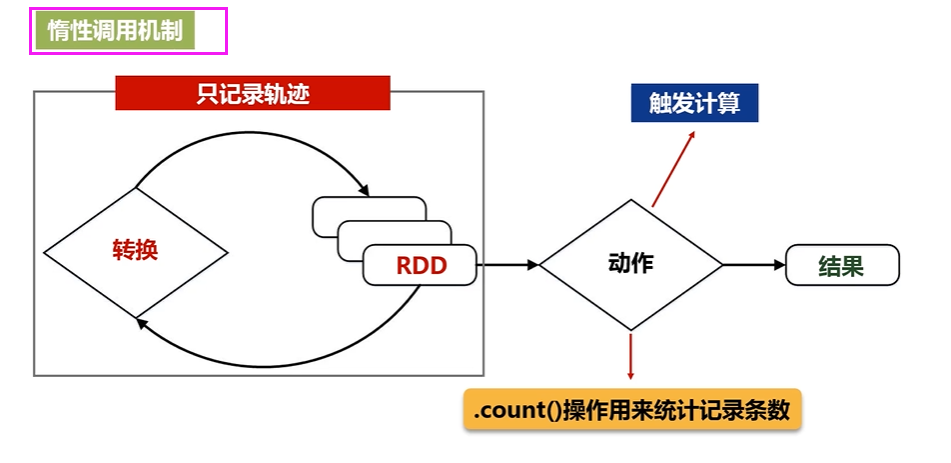 惰性调用机制
只记录轨迹
触发计算
转换
RDD
动作
结果
.count()操作用来统计记录条数